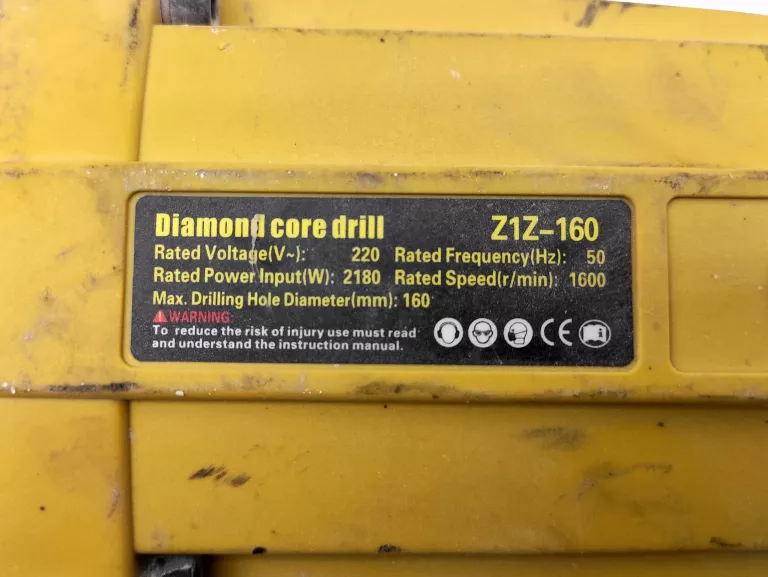 Diamond core drill Z1Z-160
Rated Voltage(V~): 220 Rated Frequency(Hz): 50
Rated Power Input(W): 2180 Rated Speed(r/min): 1600
Max. Drilling Hole Diameter(mm): 160
WARNING:
To reduce the risk of injury use must read
and understand the instruction manual.
CE